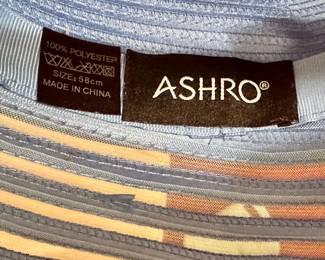 100% POLYESTER
SIZE: 58cm
MADE IN CHINA
ASHRO®